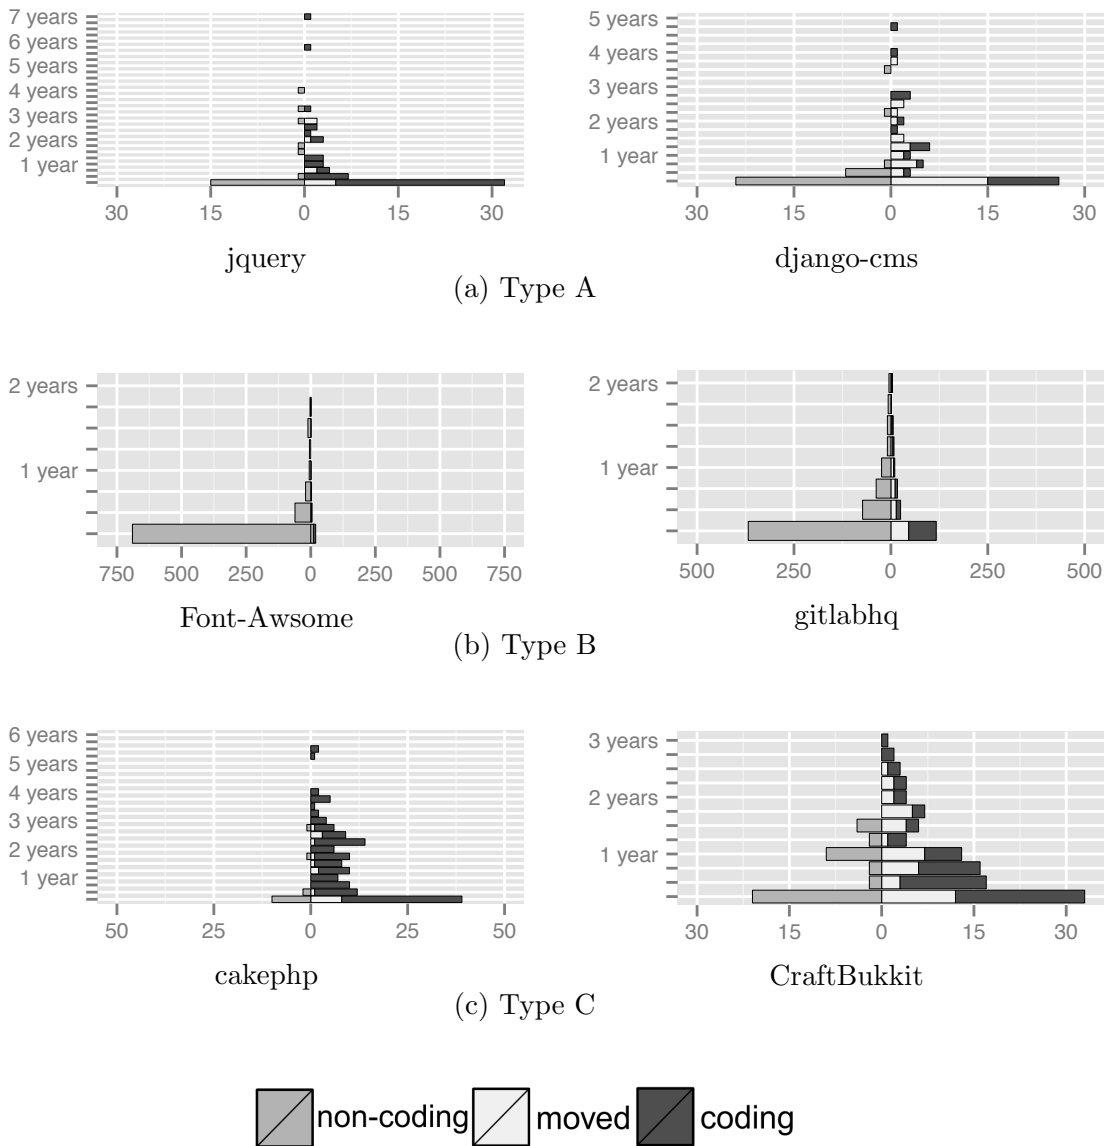 7 years
6 years
5 years
4 years
3 years
2 years
1 year
30 15 0 15 30
jquery
5 years
4 years
3 years
2 years
1 year
30 15 0 15 30
django-cms
(a) Type A
2 years
1 year
750 500 250 0 250 500 750
Font-Awsome
2 years
1 year
500 250 0 250 500
gitlabhq
(b) Type B
6 years
5 years
4 years
3 years
2 years
1 year
50 25 0 25 50
cakephp
3 years
2 years
1 year
30 15 0 15 30
CraftBukkit
(c) Type C
non-coding moved coding